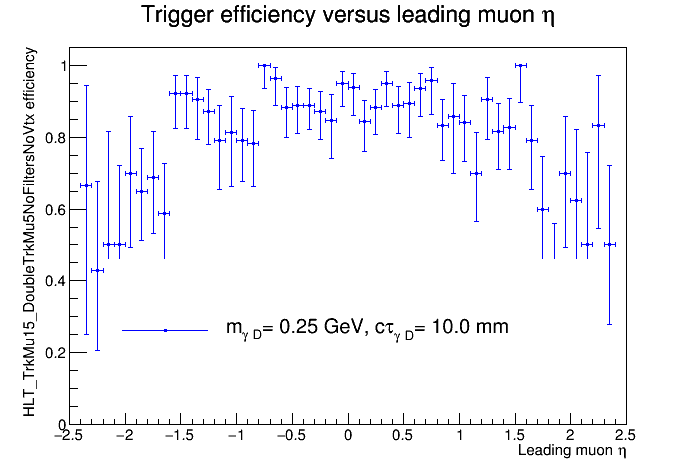 Trigger efficiency versus leading muon η
HLT_TrkMu15_DoubleTrkMu5NoFiltersNoVtx efficiency
1
0.8
0.6
0.4
0.2
0
mγ D= 0.25 GeV, cτγ D= 10.0 mm
−2.5 −2 −1.5 −1 −0.5 0 0.5 1 1.5 2 2.5
Leading muon η